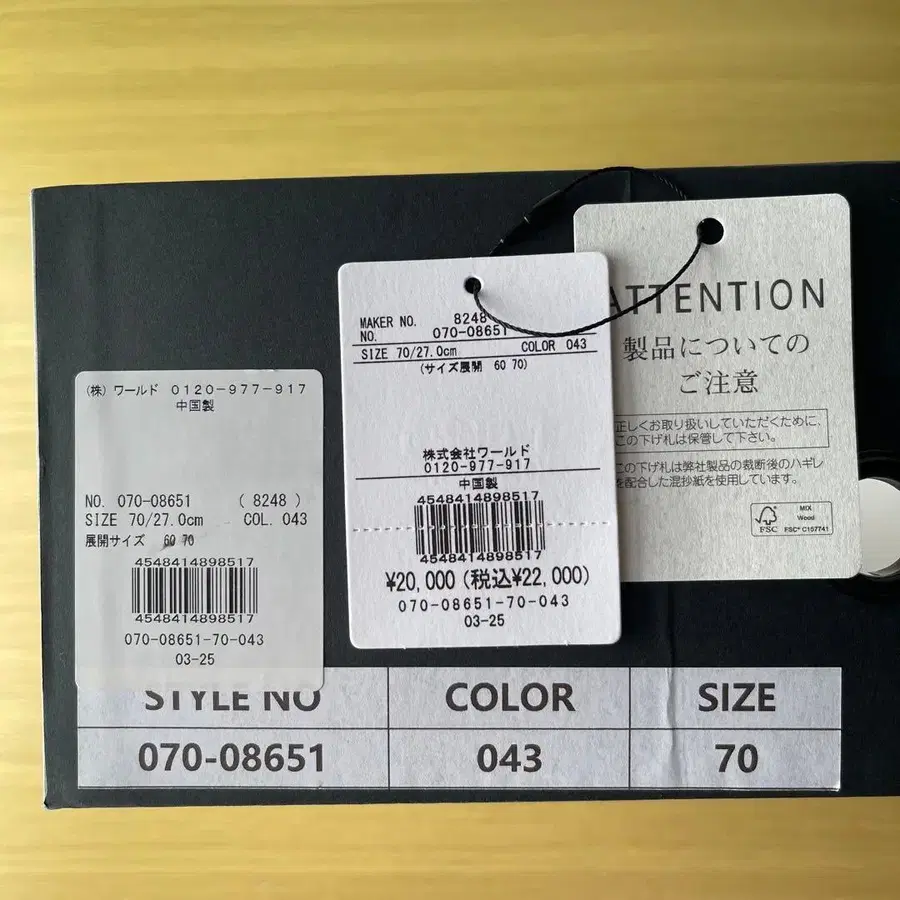 (株) ワールド 0120-977-917
中国製
NO. 070-08651 ( 8248 )
SIZE 70/27.0cm COL. 043
展開サイズ 60 70
4548414898517
4548414898517
070-08651-70-043
03-25
MAKER NO. 8248
NO. 070-08651
SIZE 70/27.0cm COLOR 043
(サイズ展開 60 70)
株式会社ワールド
0120-977-917
中国製
4548414898517
4548414898517
¥20,000 (税込¥22,000)
070-08651-70-043
03-25
ATTENTION
製品についての
ご注意
正しくお取り扱いしていただくために、
この下げ札は保管して下さい。
この下げ札は弊社製品の裁断後のハギレ
を配合した混抄紙を使用しています。
FSC
MIX
Wood
FSC® C157741
STYLE NO COLOR SIZE
070-08651 043 70